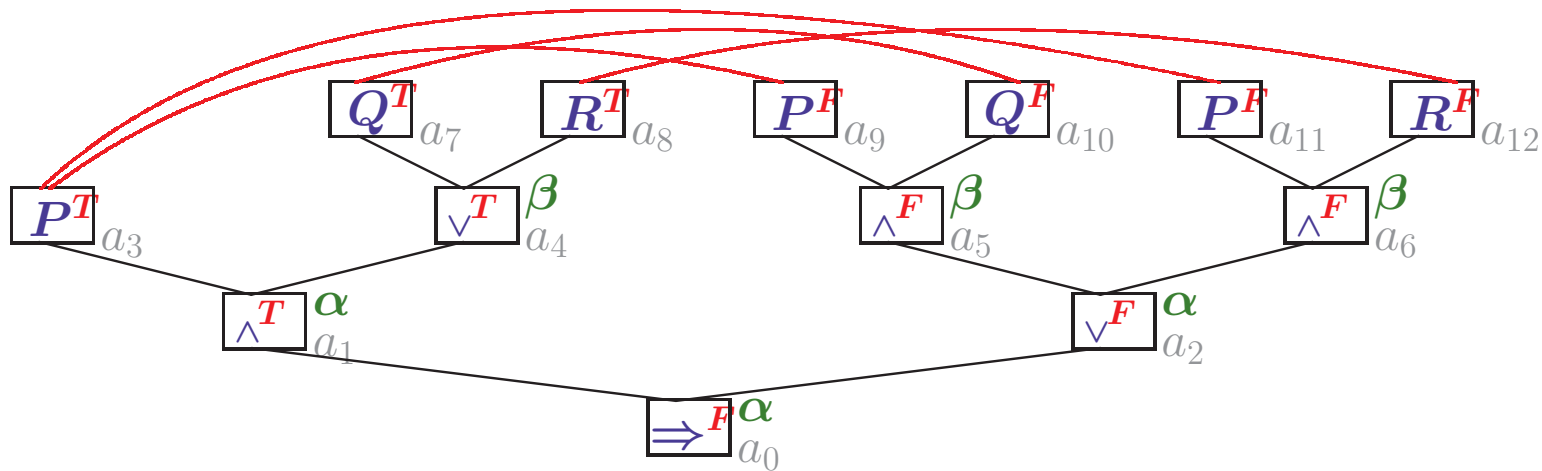 Q^T a_7 R^T a_8 P^F a_9 Q^F a_10 P^F a_11 R^F a_12
P^T a_3 ∨^T β a_4 ∧^F β a_5 ∧^F β a_6
∧^T α a_1 ∨^F α a_2
⇒^F α a_0